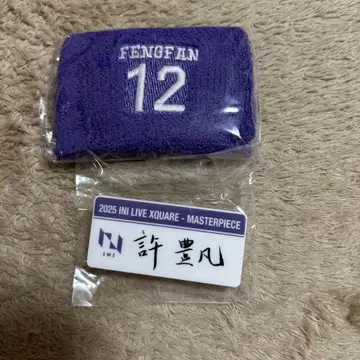 FENGFAN
12
2025 INI LIVE XQUARE - MASTERPIECE
INI
許 豊凡